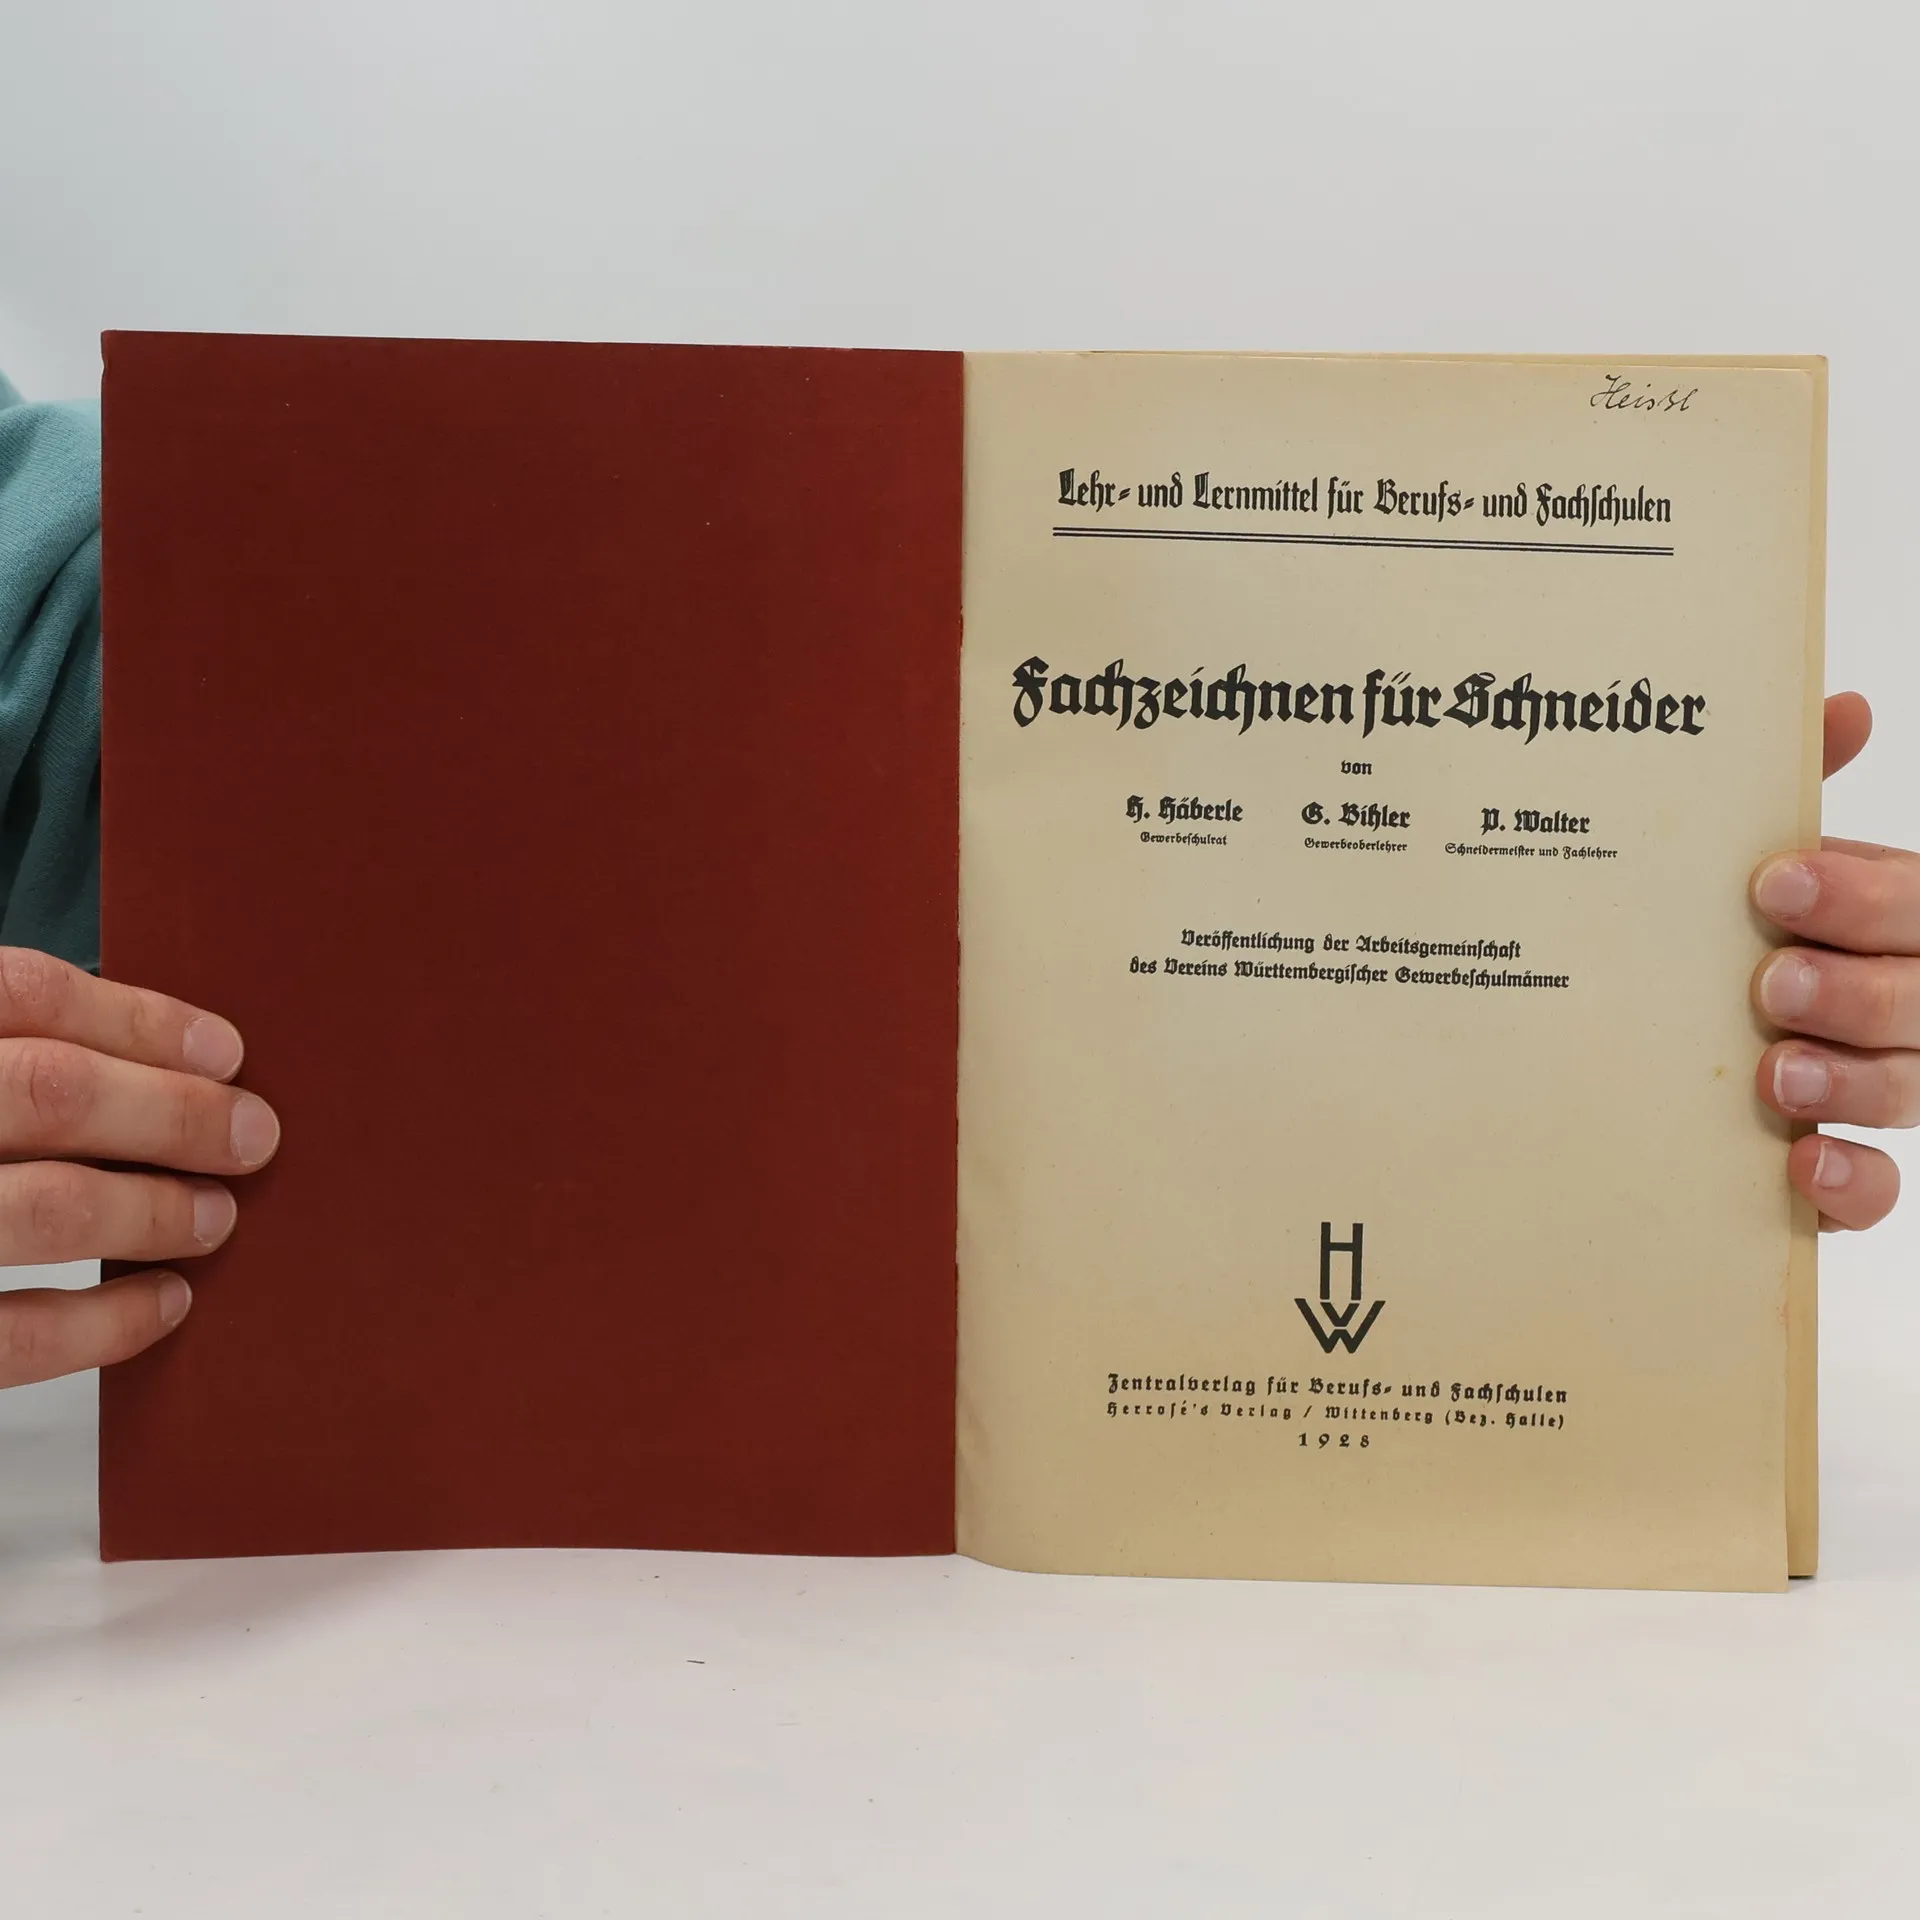 Heissl
Lehr- und Lernmittel für Berufs- und Fachschulen
Fachzeichnen für Schneider
von
H. Häberle G. Bihler P. Walter
Gewerbeschulrat Gewerbeoberlehrer Schneidermeister und Fachlehrer
Veröffentlichung der Arbeitsgemeinschaft
des Vereins Württembergischer Gewerbeschulmänner
H
W
Zentralverlag für Berufs- und Fachschulen
Herrosé's Verlag / Wittenberg (Bez. Halle)
1928